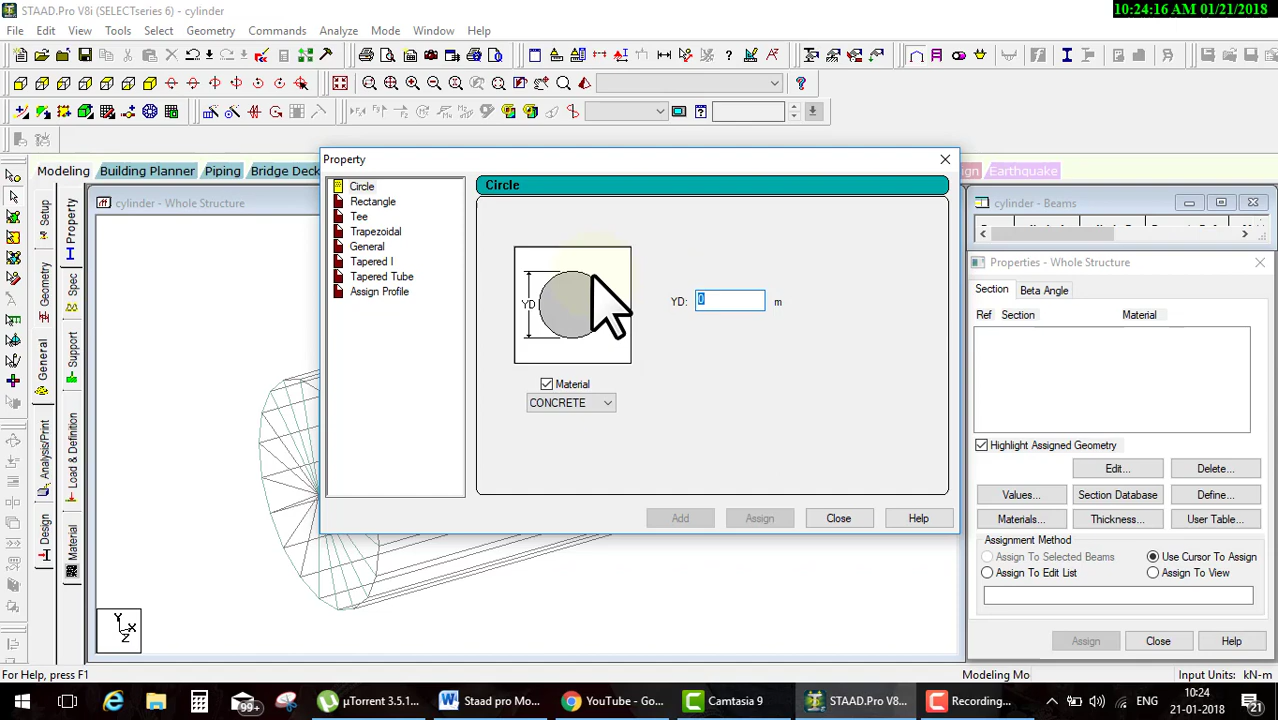 STAAD.Pro V8i (SELECTseries 6) - cylinder
10:24:16 AM 01/21/2018
File Edit View Tools Select Geometry Commands Analyze Mode Window Help
Modeling Building Planner Piping Bridge Deck
Earthquake
cylinder - Whole Structure
cylinder - Beams
Setup
Geometry
General
Analysis/Print
Design
Property
Spec
Support
Load & Definition
Material
Property
Circle
Rectangle
Tee
Trapezoidal
General
Tapered I
Tapered Tube
Assign Profile
Circle
YD
YD: 0 m
Material
CONCRETE
Add Assign Close Help
Properties - Whole Structure
Section Beta Angle
Ref Section Material
Highlight Assigned Geometry
Edit... Delete...
Values... Section Database Define...
Materials... Thickness... User Table...
Assignment Method
Assign To Selected Beams Use Cursor To Assign
Assign To Edit List Assign To View
Assign Close Help
Y X Z
For Help, press F1
Modeling Mo Input Units: kN-m
99+
µTorrent 3.5.1... Staad pro Mo... YouTube - Go... Camtasia 9 STAAD.Pro V8... Recording...
ENG
10:24
21-01-2018
21